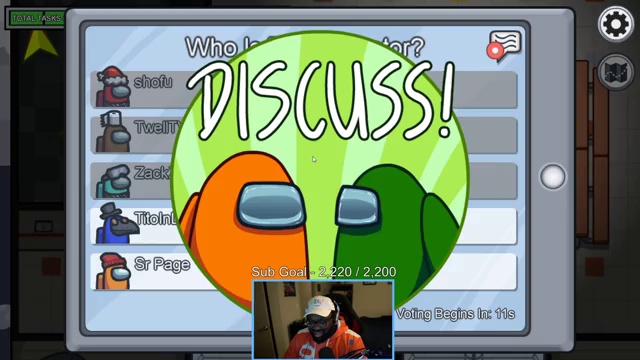 TOTAL TASKS
Who Is
tor?
DISCUSS!
shofu
Zack
Sr Page
Sub Goal - 2,220 / 2,200
Voting Begins In: 11s